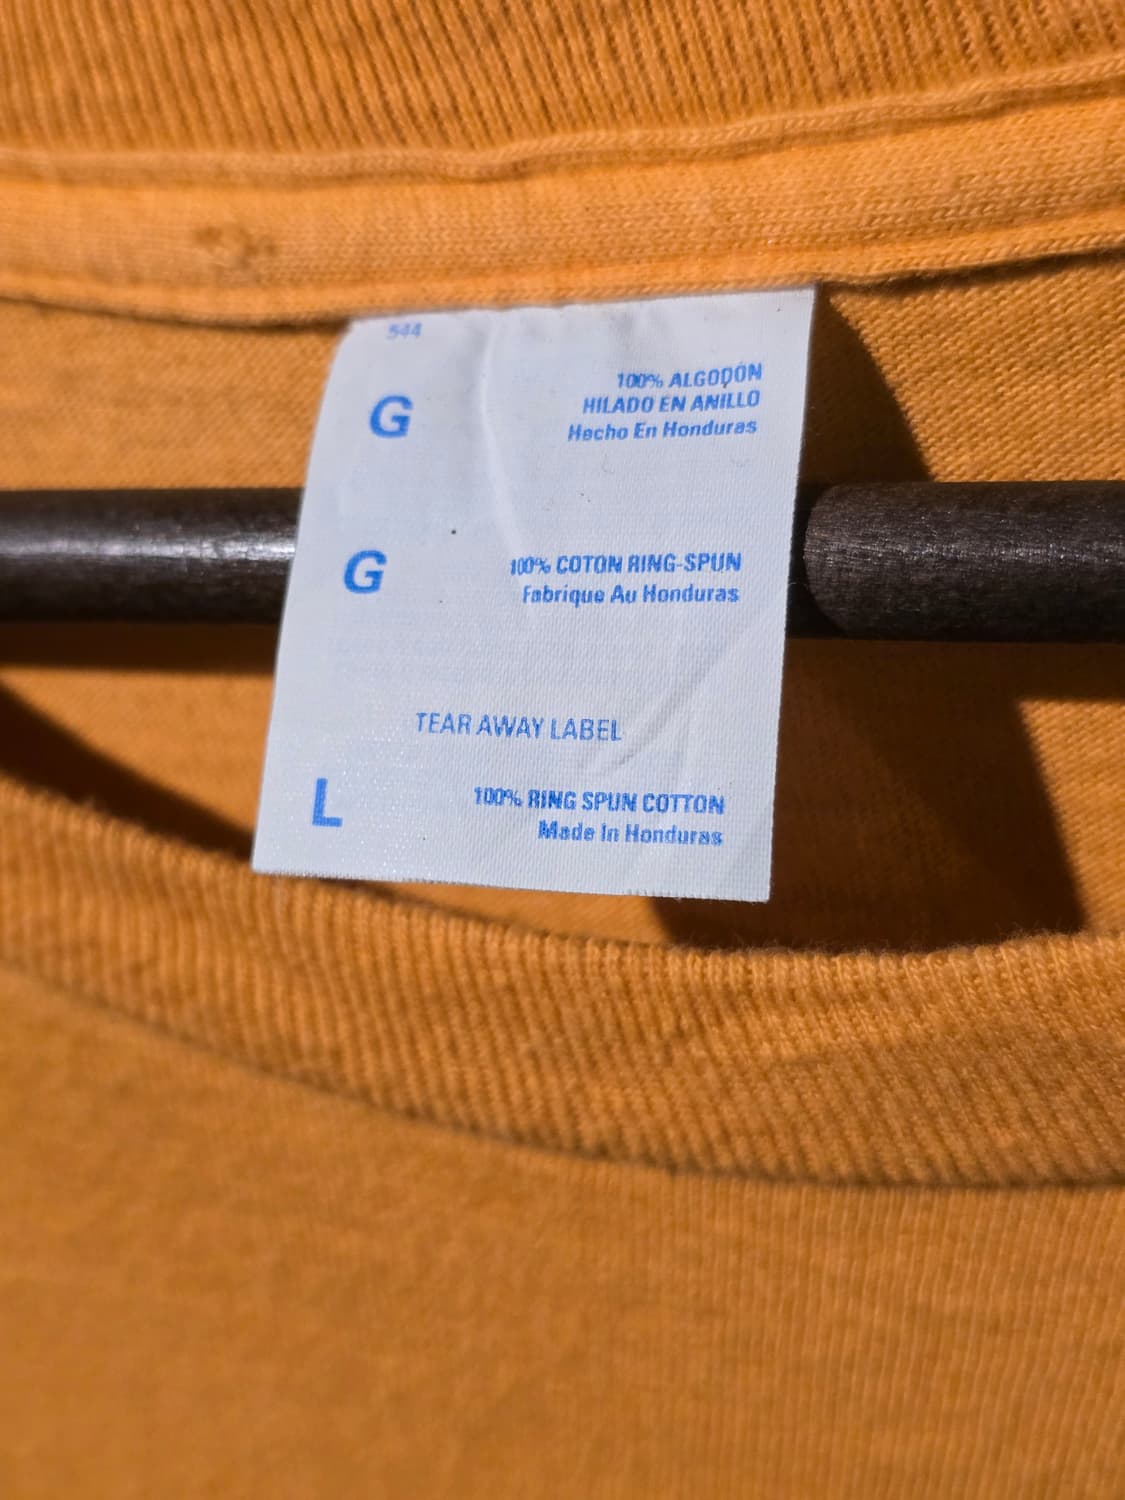 544
G
100% ALGODÓN
HILADO EN ANILLO
Hecho En Honduras
G
100% COTON RING-SPUN
Fabrique Au Honduras
TEAR AWAY LABEL
L
100% RING SPUN COTTON
Made In Honduras